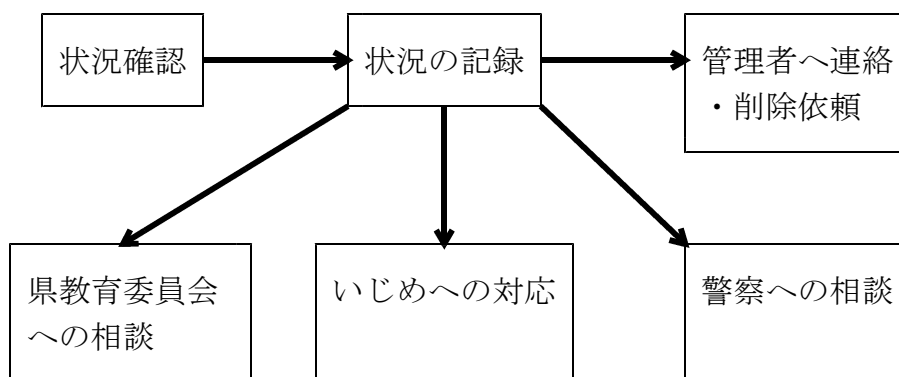 状況確認
状況の記録
管理者へ連絡
・削除依頼
県教育委員会
への相談
いじめへの対応
警察への相談